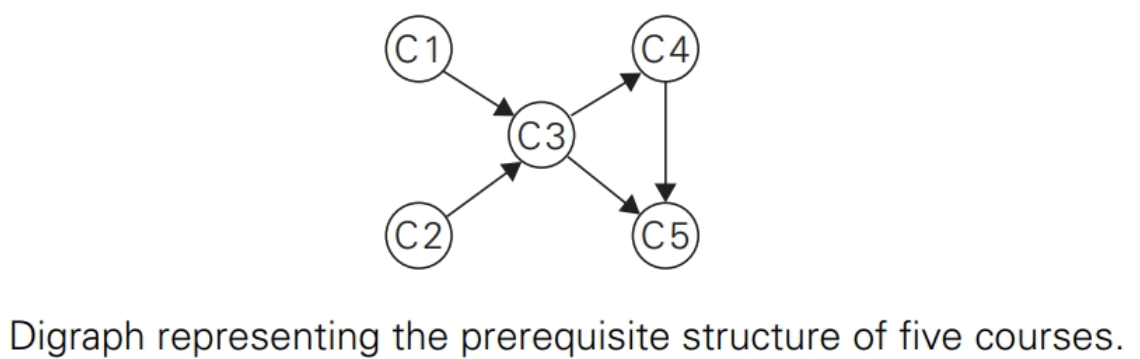 C1
C4
C3
C2
C5
Digraph representing the prerequisite structure of five courses.